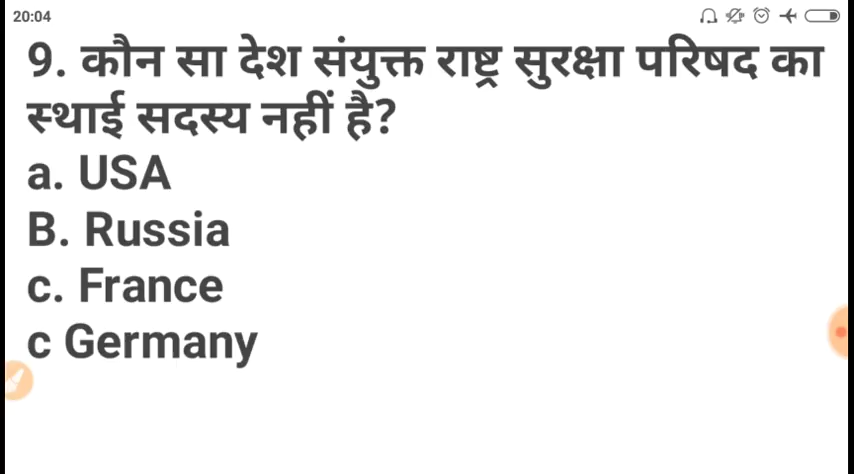 20:04
9. कौन सा देश संयुक्त राष्ट्र सुरक्षा परिषद का
स्थाई सदस्य नहीं है?
a. USA
B. Russia
c. France
c Germany